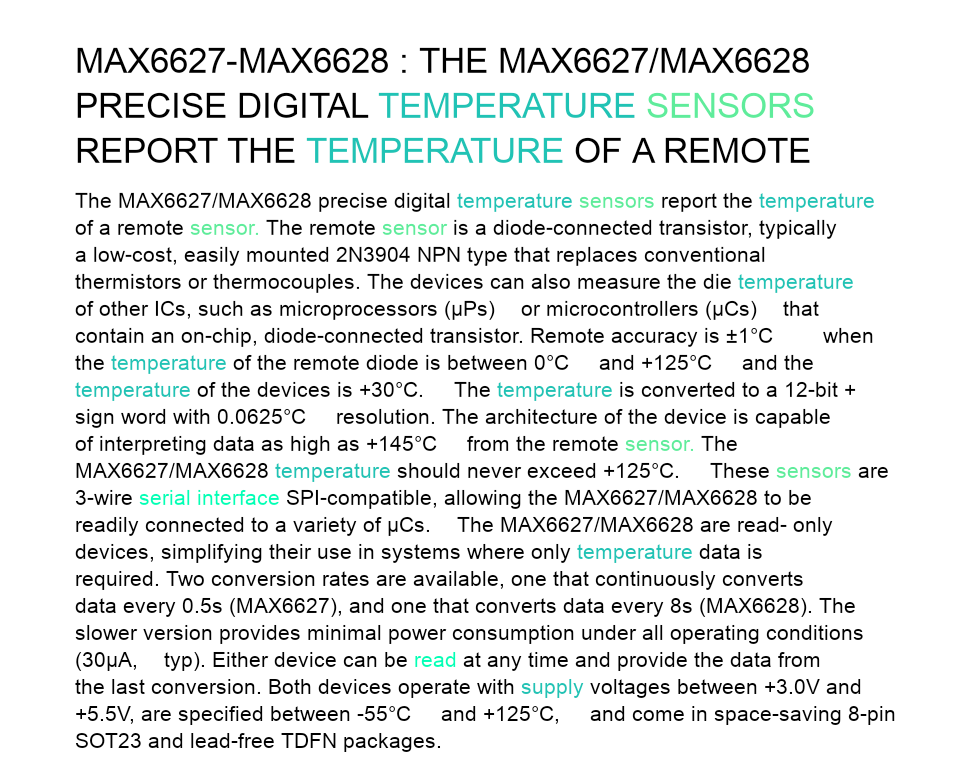 MAX6627-MAX6628 : THE MAX6627/MAX6628
PRECISE DIGITAL TEMPERATURE SENSORS
REPORT THE TEMPERATURE OF A REMOTE
The MAX6627/MAX6628 precise digital temperature sensors report the temperature
of a remote sensor. The remote sensor is a diode-connected transistor, typically
a low-cost, easily mounted 2N3904 NPN type that replaces conventional
thermistors or thermocouples. The devices can also measure the die temperature
of other ICs, such as microprocessors (µPs) or microcontrollers (µCs) that
contain an on-chip, diode-connected transistor. Remote accuracy is ±1°C when
the temperature of the remote diode is between 0°C and +125°C and the
temperature of the devices is +30°C. The temperature is converted to a 12-bit +
sign word with 0.0625°C resolution. The architecture of the device is capable
of interpreting data as high as +145°C from the remote sensor. The
MAX6627/MAX6628 temperature should never exceed +125°C. These sensors are
3-wire serial interface SPI-compatible, allowing the MAX6627/MAX6628 to be
readily connected to a variety of µCs. The MAX6627/MAX6628 are read- only
devices, simplifying their use in systems where only temperature data is
required. Two conversion rates are available, one that continuously converts
data every 0.5s (MAX6627), and one that converts data every 8s (MAX6628). The
slower version provides minimal power consumption under all operating conditions
(30µA, typ). Either device can be read at any time and provide the data from
the last conversion. Both devices operate with supply voltages between +3.0V and
+5.5V, are specified between -55°C and +125°C, and come in space-saving 8-pin
SOT23 and lead-free TDFN packages.